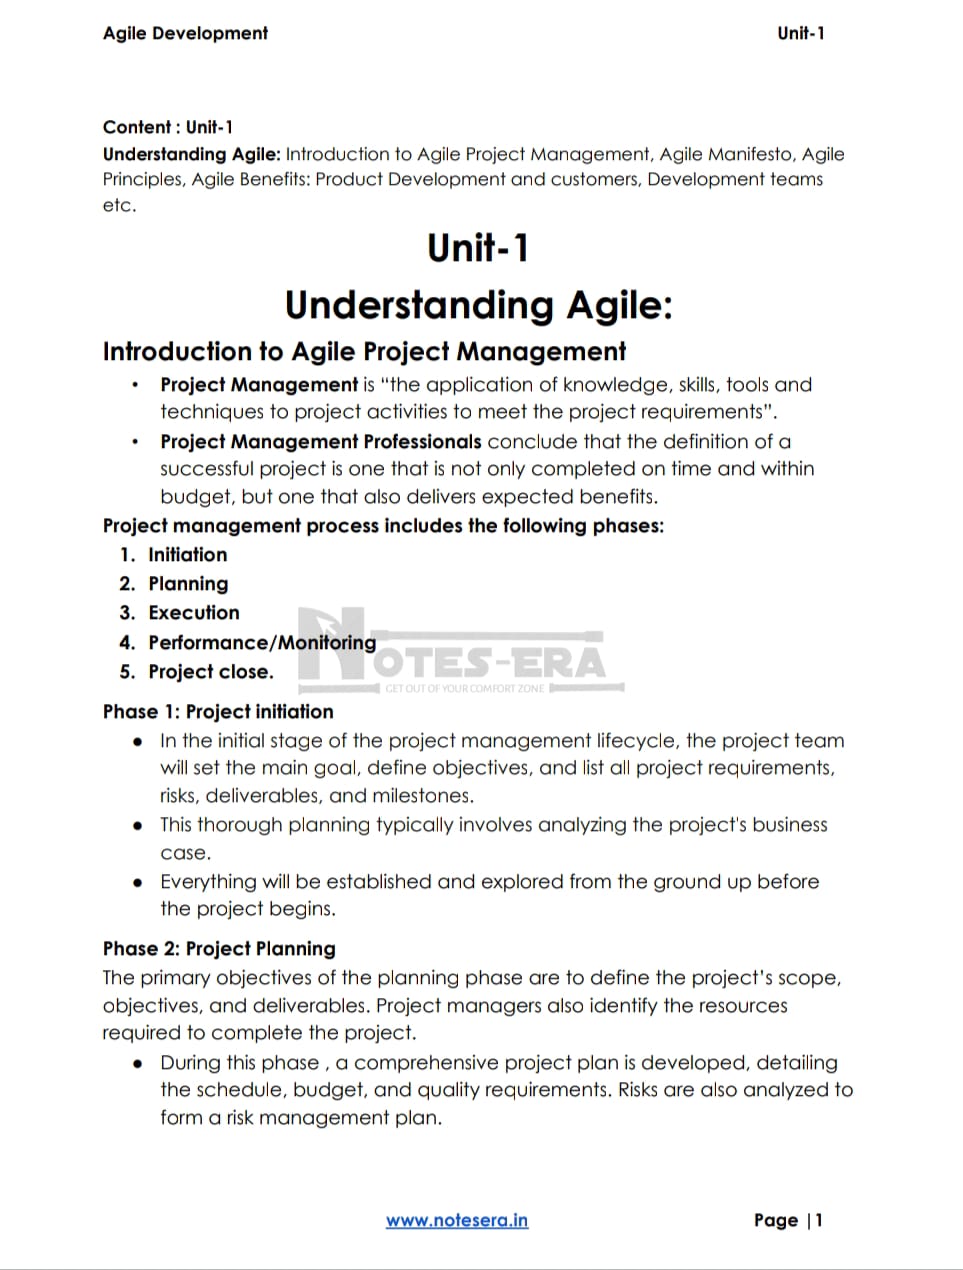 Agile Development Unit-1
Content : Unit-1
Understanding Agile: Introduction to Agile Project Management, Agile Manifesto, Agile
Principles, Agile Benefits: Product Development and customers, Development teams
etc.
Unit-1
Understanding Agile:
Introduction to Agile Project Management
• Project Management is "the application of knowledge, skills, tools and
techniques to project activities to meet the project requirements".
• Project Management Professionals conclude that the definition of a
successful project is one that is not only completed on time and within
budget, but one that also delivers expected benefits.
Project management process includes the following phases:
1. Initiation
2. Planning
3. Execution
4. Performance/Monitoring
5. Project close.
NOTES-ERA
GET OUT OF YOUR COMFORT ZONE
Phase 1: Project initiation
● In the initial stage of the project management lifecycle, the project team
will set the main goal, define objectives, and list all project requirements,
risks, deliverables, and milestones.
● This thorough planning typically involves analyzing the project's business
case.
● Everything will be established and explored from the ground up before
the project begins.
Phase 2: Project Planning
The primary objectives of the planning phase are to define the project's scope,
objectives, and deliverables. Project managers also identify the resources
required to complete the project.
● During this phase , a comprehensive project plan is developed, detailing
the schedule, budget, and quality requirements. Risks are also analyzed to
form a risk management plan.
www.notesera.in Page |1